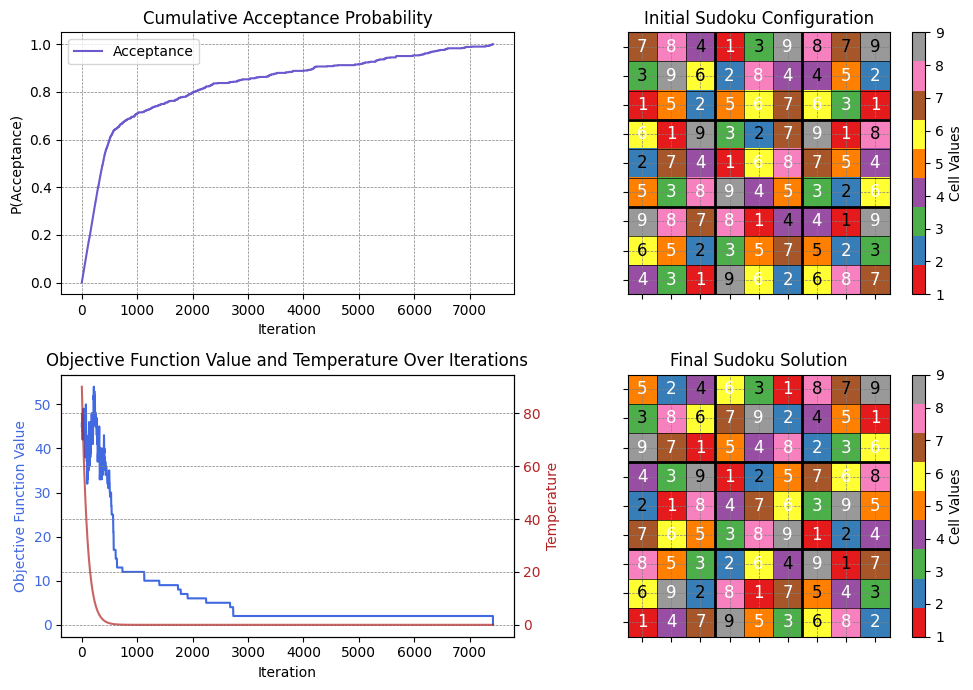 Cumulative Acceptance Probability
P(Acceptance)
1.0
0.8
0.6
0.4
0.2
0.0
Acceptance
0 1000 2000 3000 4000 5000 6000 7000
Iteration
Initial Sudoku Configuration
7 8 4 1 3 9 8 7 9
3 9 6 2 8 4 4 5 2
1 5 2 5 6 7 6 3 1
6 1 9 3 2 7 9 1 8
2 7 4 1 6 8 7 5 4
5 3 8 9 4 5 3 2 6
9 8 7 8 1 4 4 1 9
6 5 2 3 5 7 5 2 3
4 3 1 9 6 2 6 8 7
9
8
7
6
5
4
3
2
1
Cell Values
Objective Function Value and Temperature Over Iterations
Objective Function Value
50
40
30
20
10
0
80
60
40
20
0
Temperature
0 1000 2000 3000 4000 5000 6000 7000
Iteration
Final Sudoku Solution
5 2 4 6 3 1 8 7 9
3 8 6 7 9 2 4 5 1
9 7 1 5 4 8 2 3 6
4 3 9 1 2 5 7 6 8
2 1 8 4 7 6 3 9 5
7 6 5 3 8 9 1 2 4
8 5 3 2 6 4 9 1 7
6 9 2 8 1 7 5 4 3
1 4 7 9 5 3 6 8 2
9
8
7
6
5
4
3
2
1
Cell Values